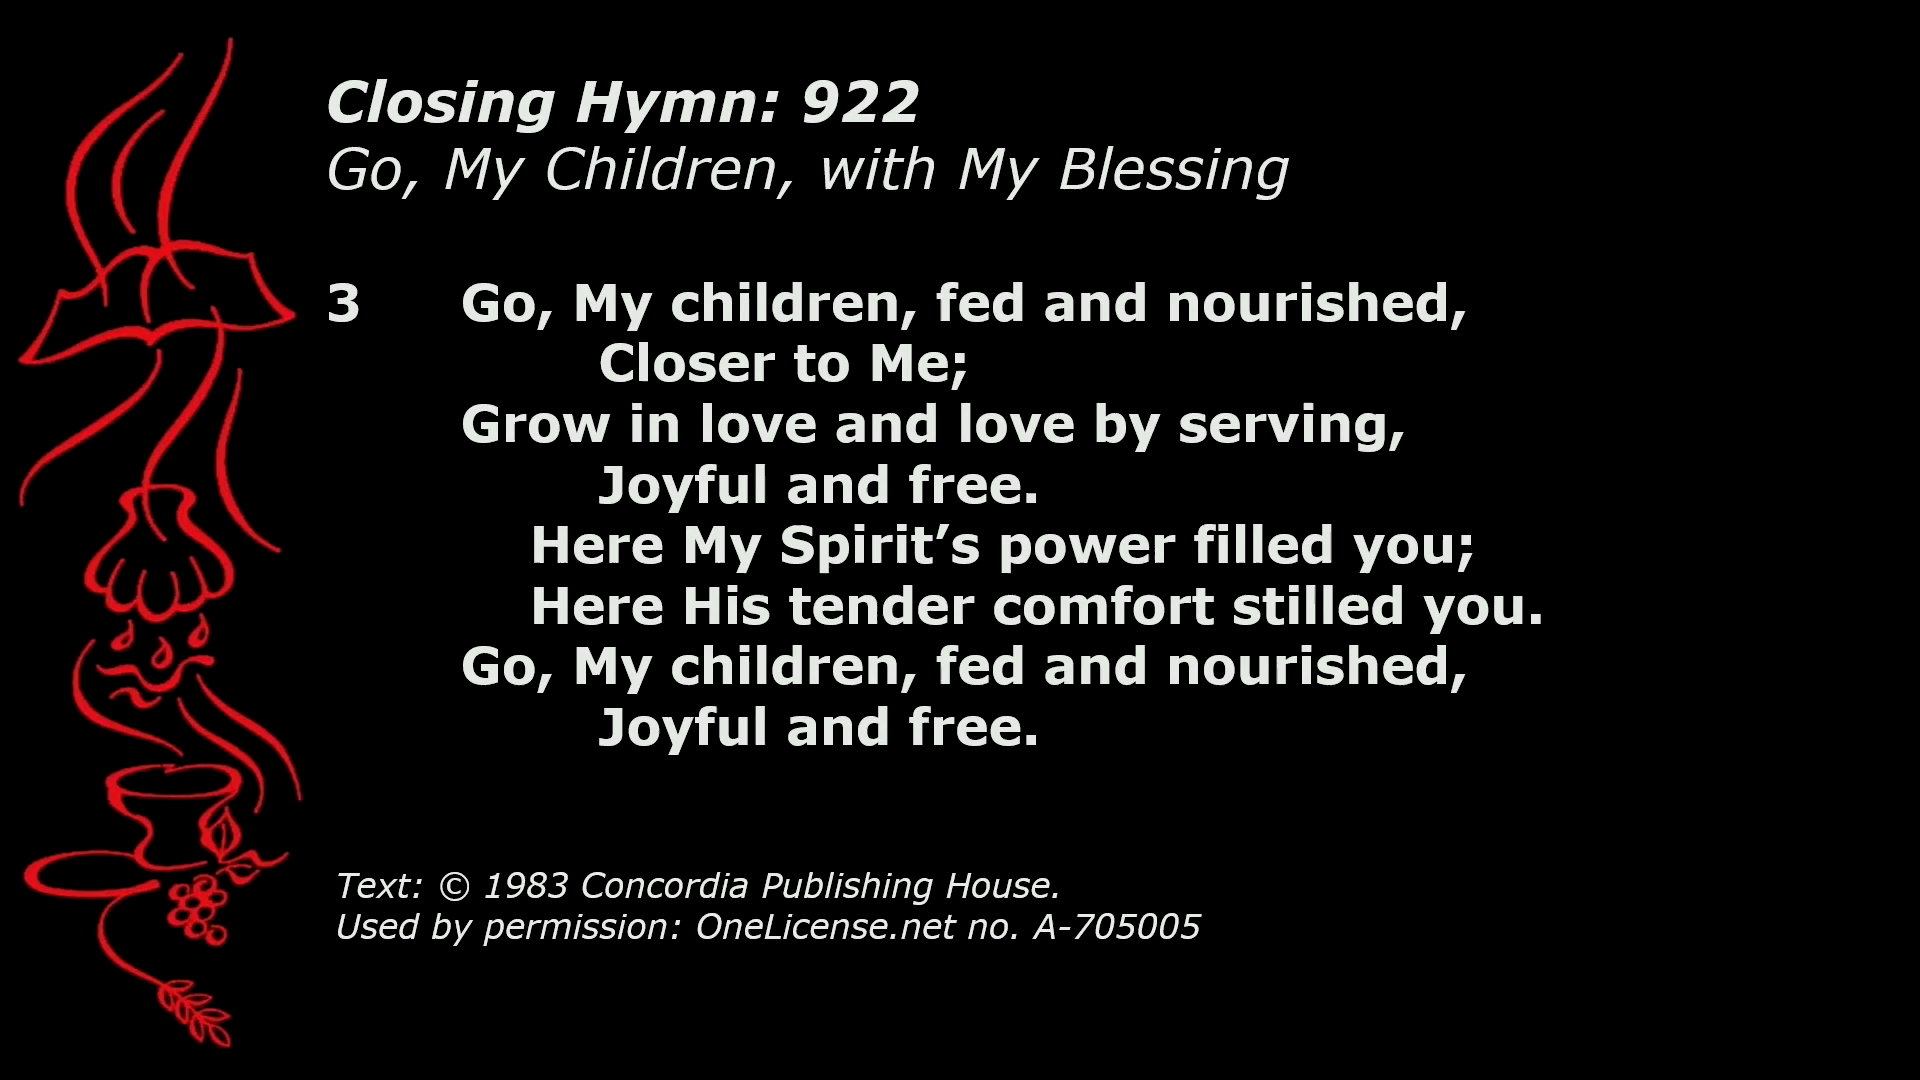 Closing Hymn: 922
Go, My Children, with My Blessing
3 Go, My children, fed and nourished,
Closer to Me;
Grow in love and love by serving,
Joyful and free.
Here My Spirit’s power filled you;
Here His tender comfort stilled you.
Go, My children, fed and nourished,
Joyful and free.
Text: © 1983 Concordia Publishing House.
Used by permission: OneLicense.net no. A-705005